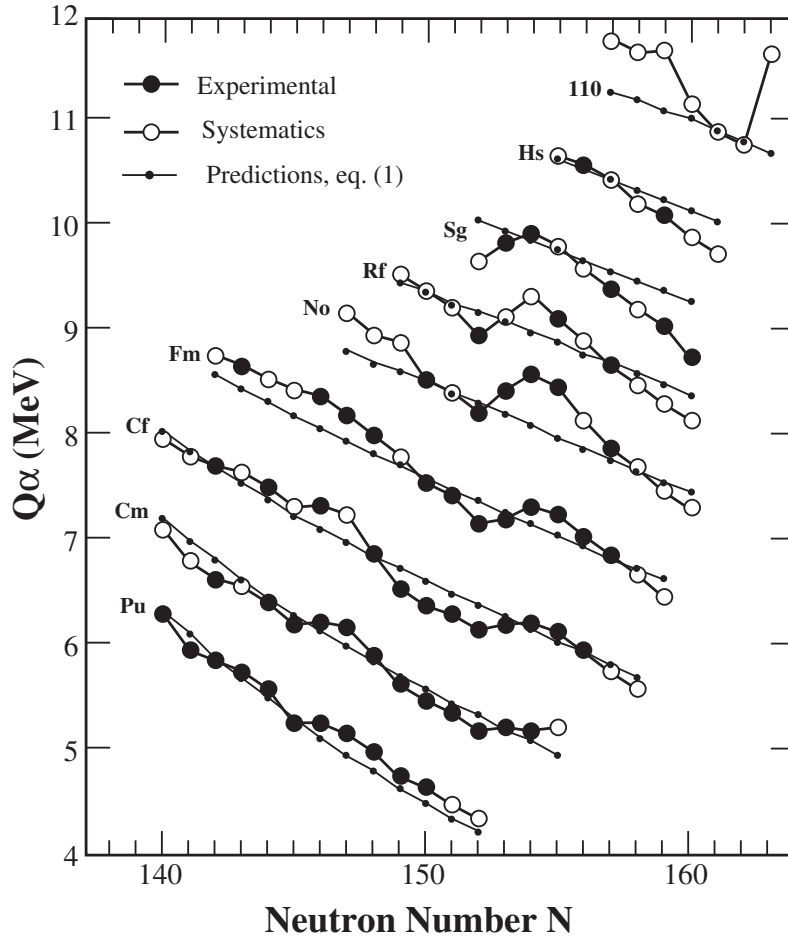 12
11
10
9
8
7
6
5
4
Qα (MeV)
Experimental
Systematics
Predictions, eq. (1)
110
Hs
Sg
Rf
No
Fm
Cf
Cm
Pu
140
150
160
Neutron Number N